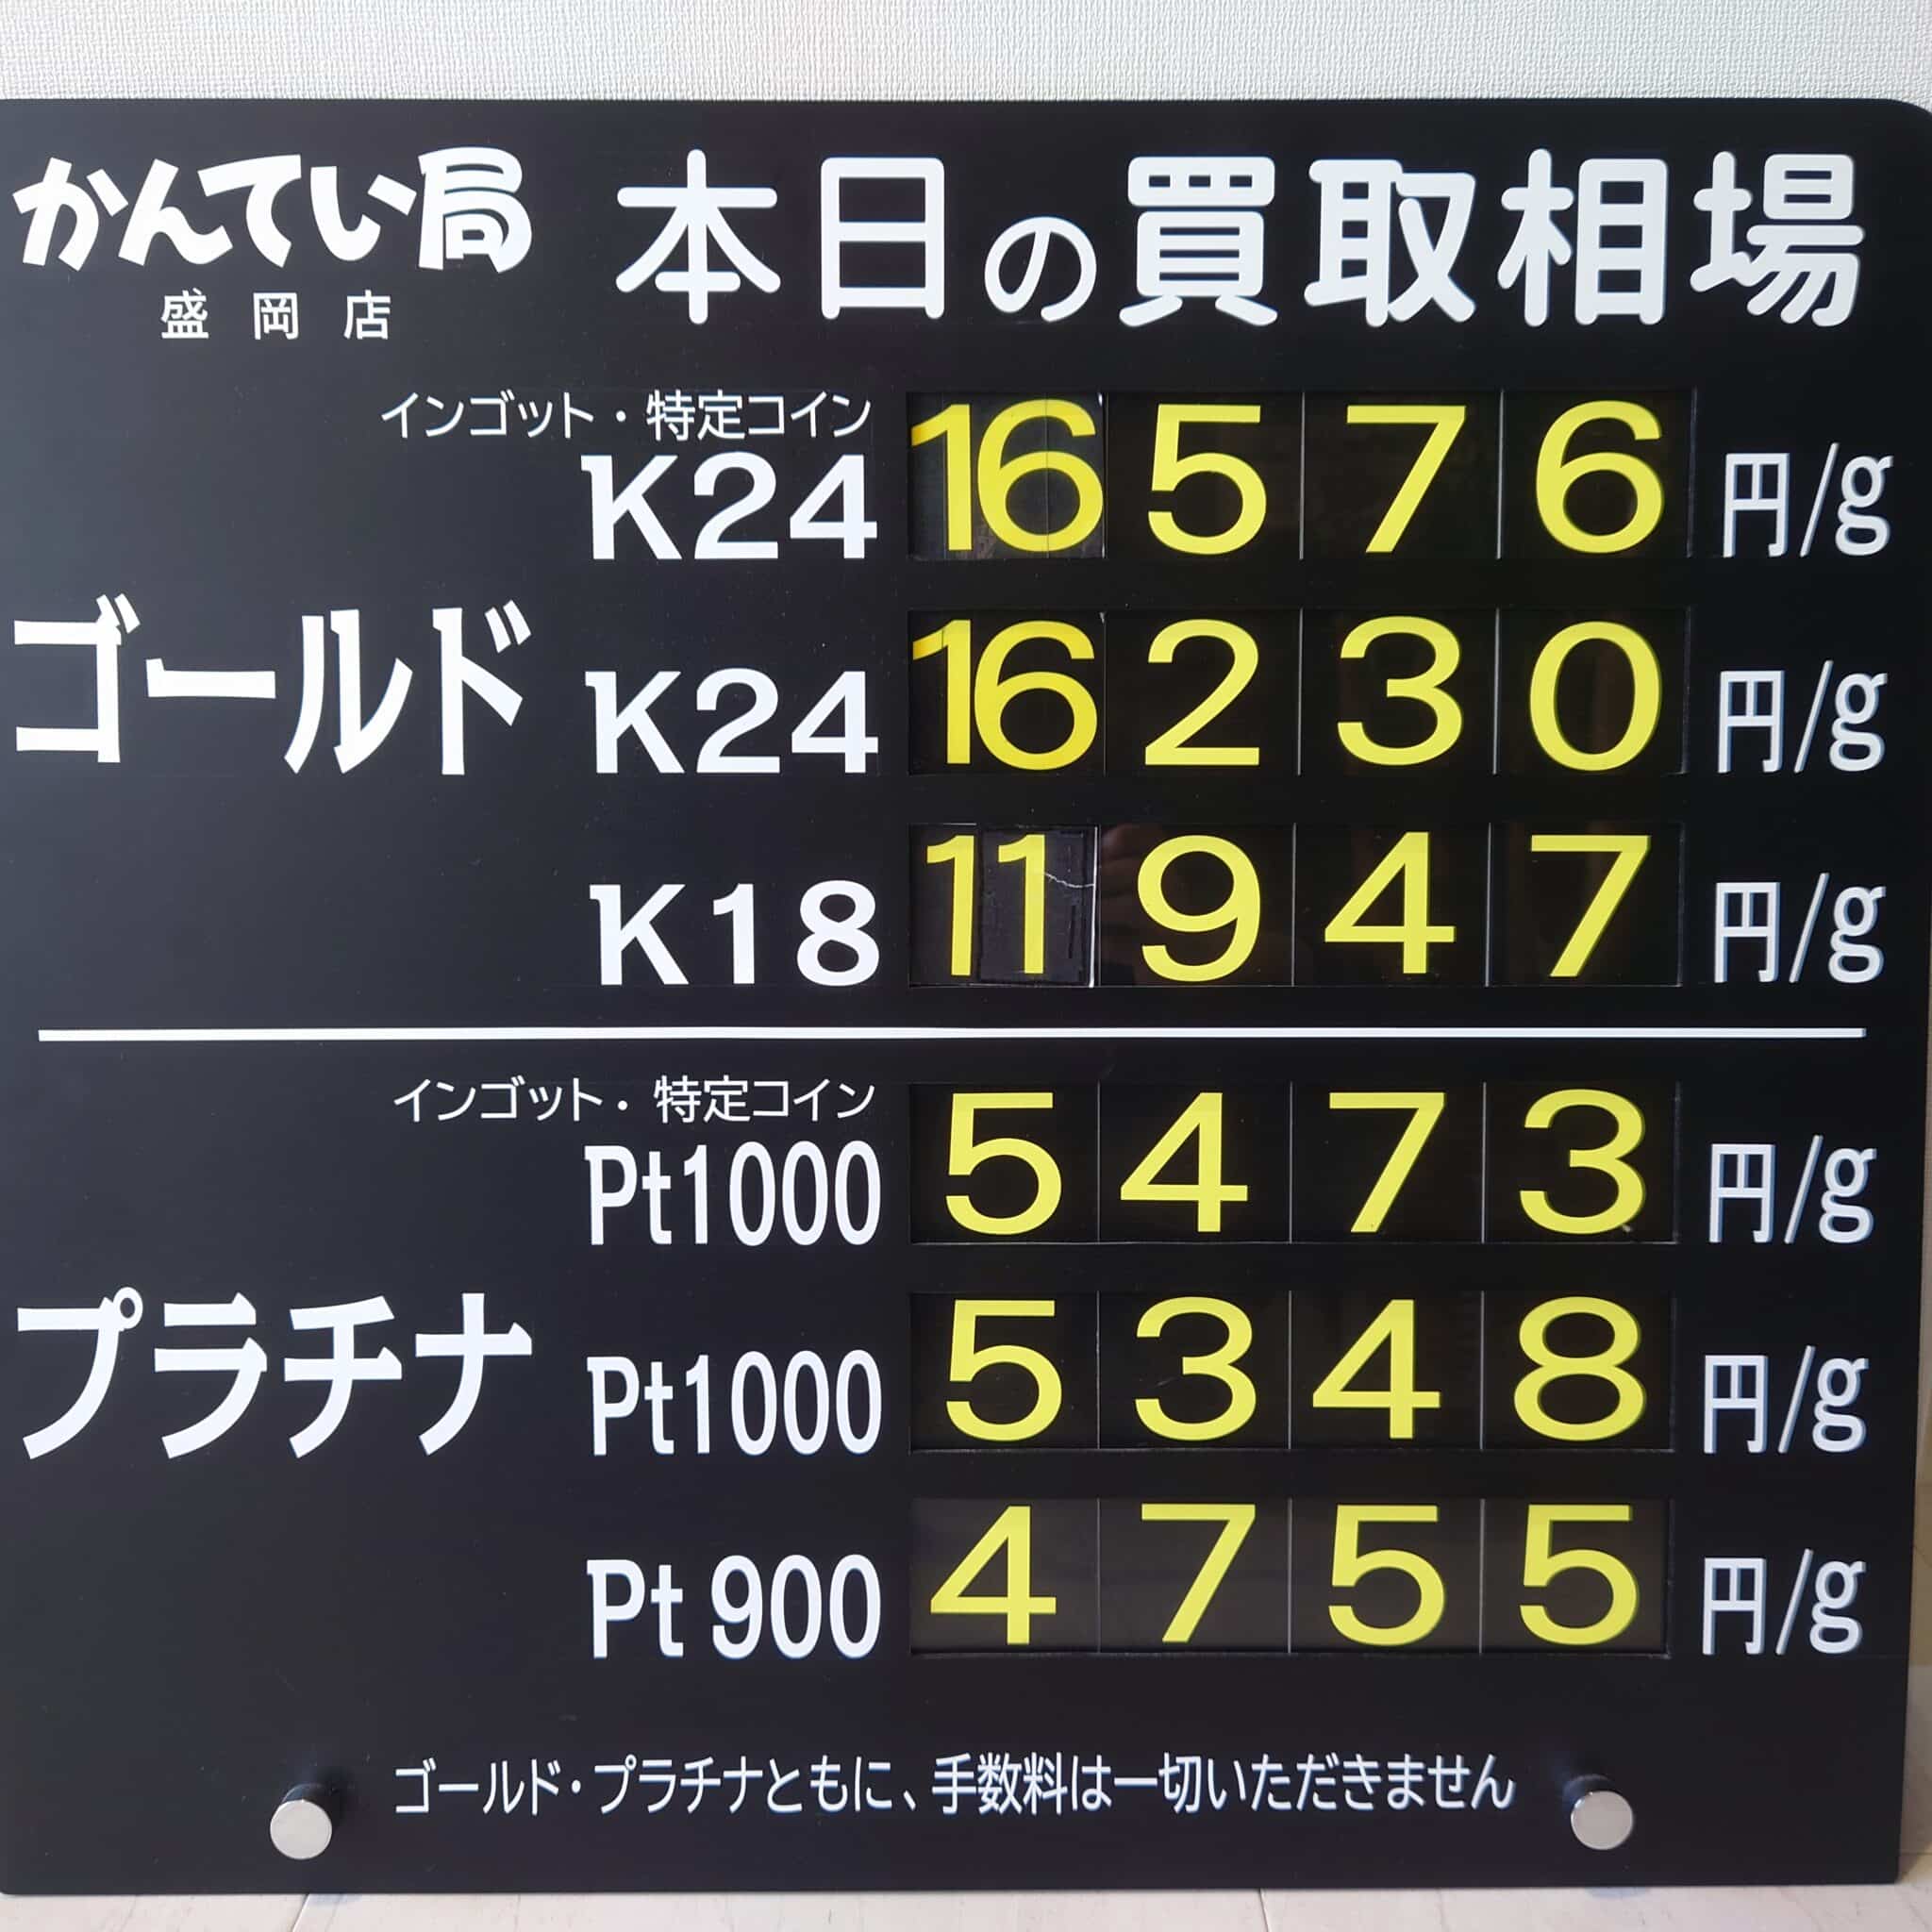 かんてい局 本日の買取相場
盛岡店
インゴット・特定コイン
K24 16576 円/g
ゴールド K24 16230 円/g
K18 11947 円/g
インゴット・特定コイン
Pt1000 5473 円/g
プラチナ Pt1000 5348 円/g
Pt 900 4755 円/g
ゴールド・プラチナともに、手数料は一切いただきません